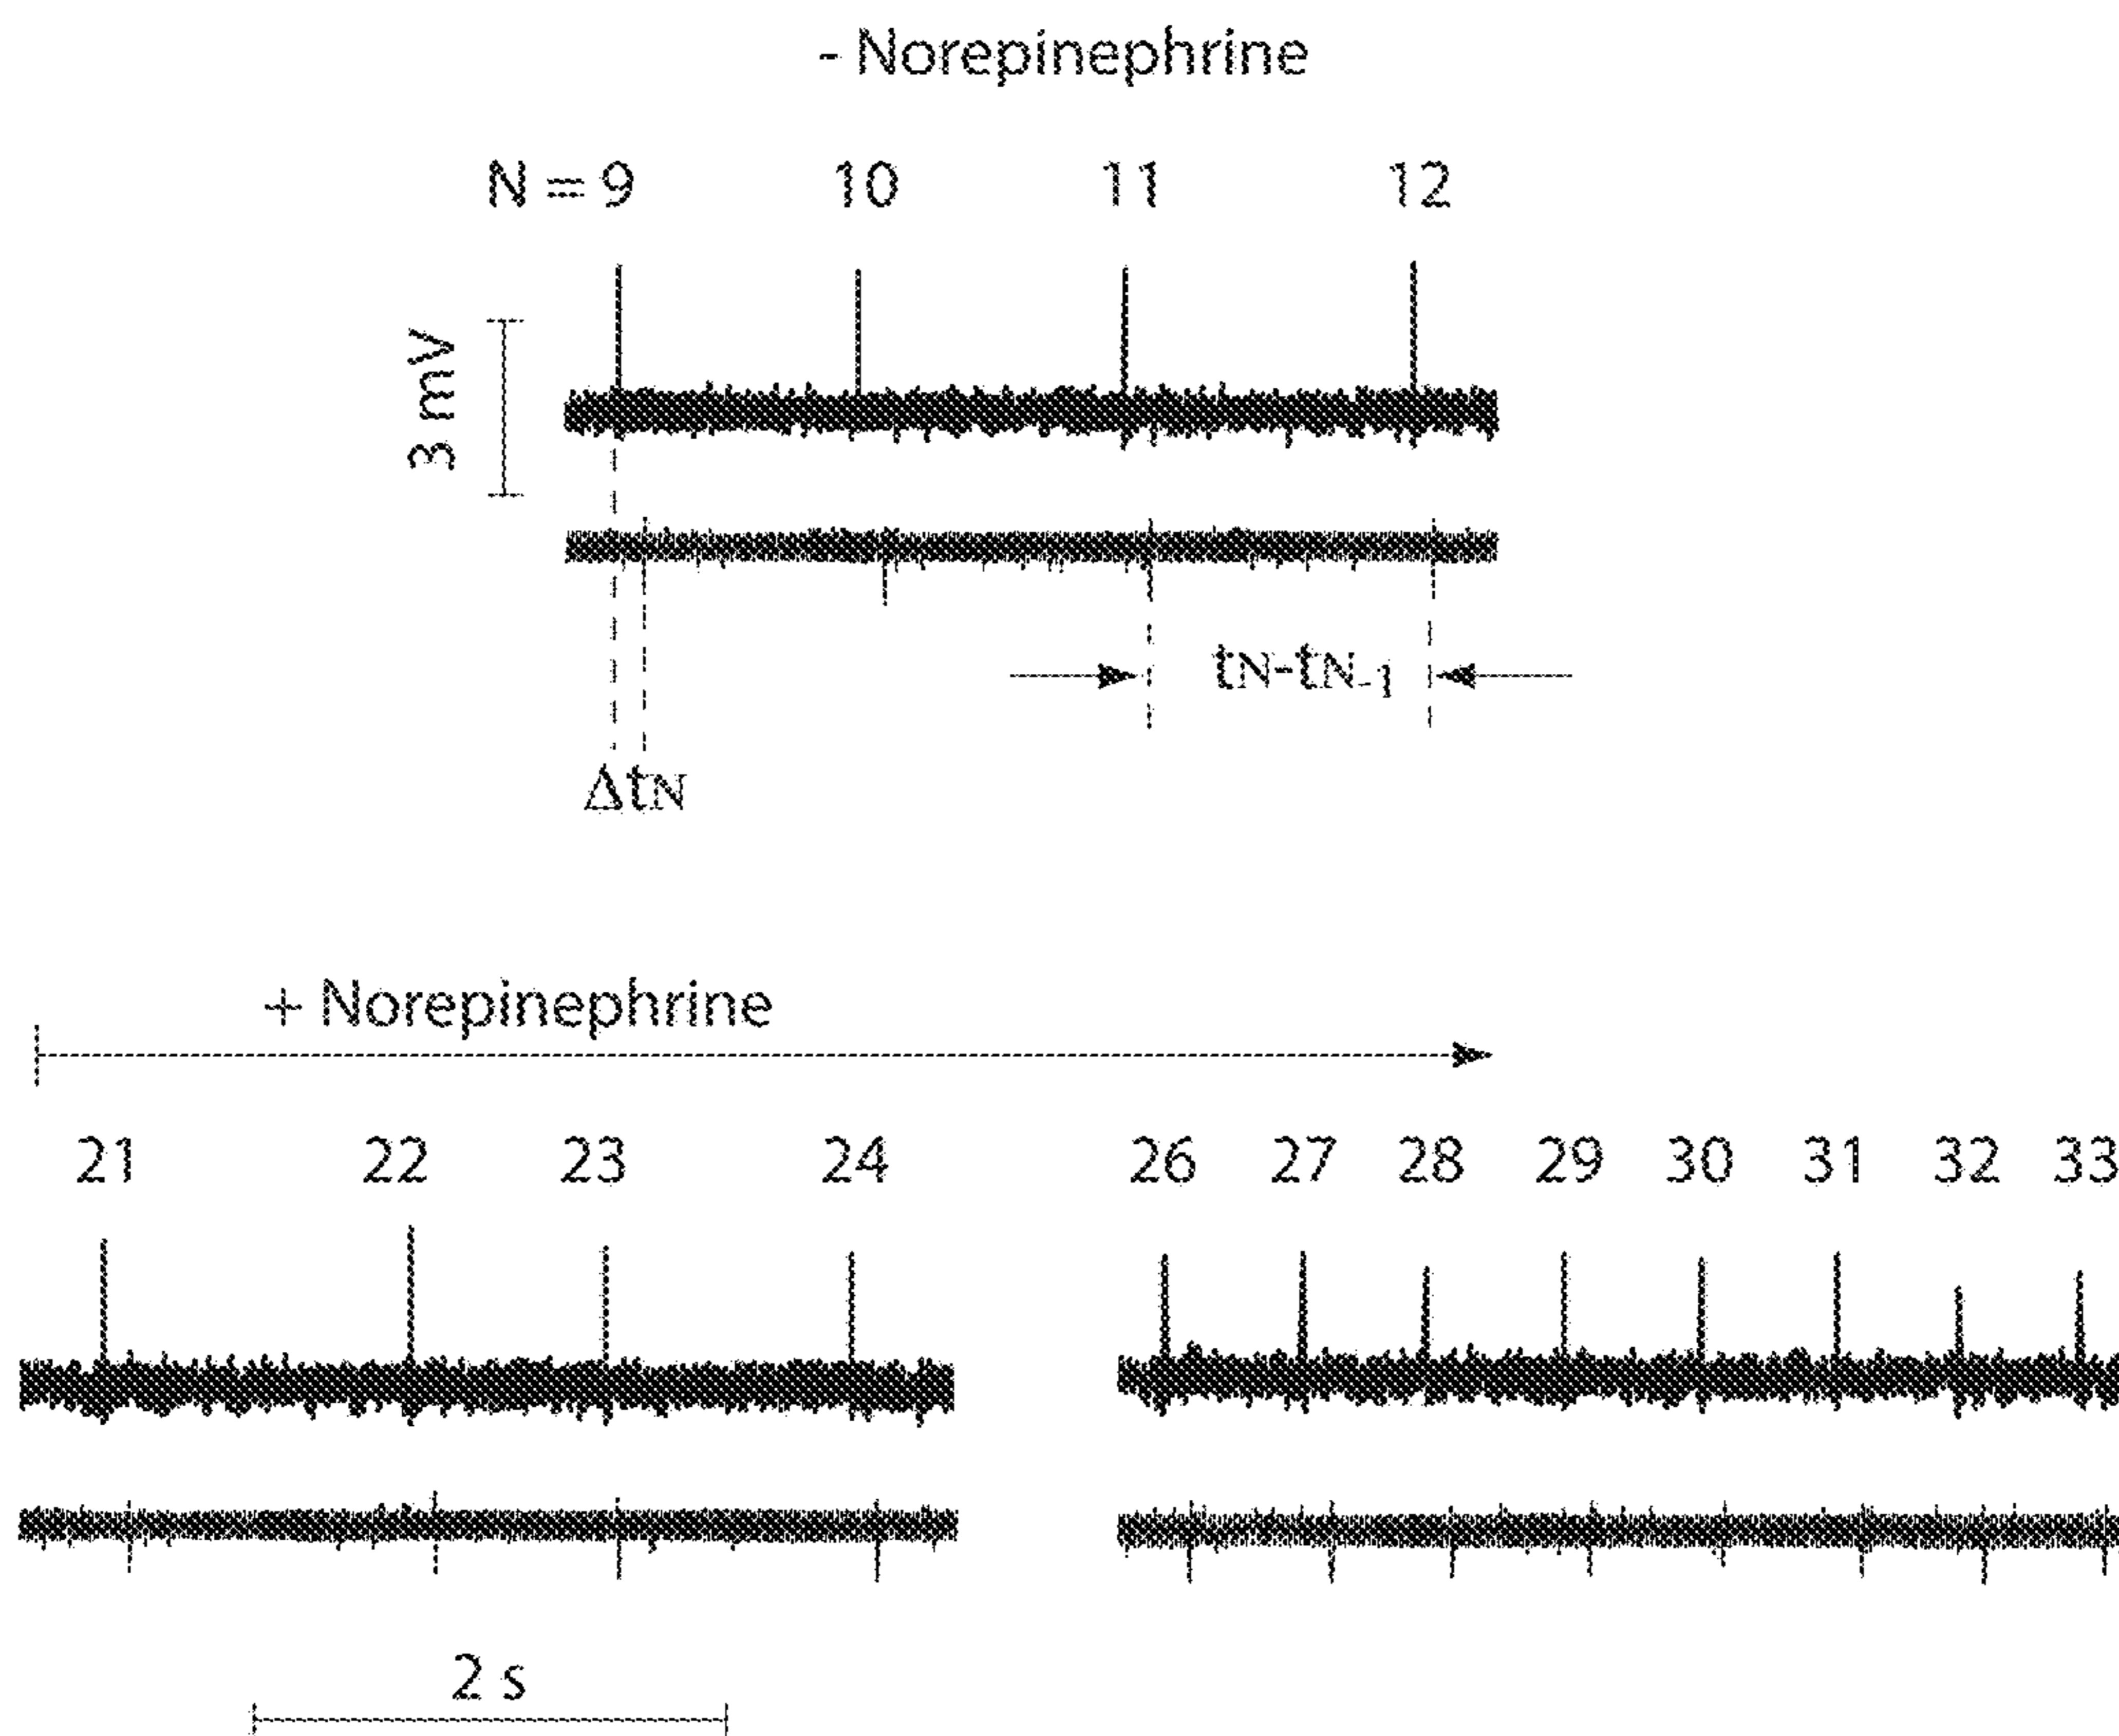 - Norepinephrine
N = 9 10 11 12
3 mV
tN-tN-1
ΔtN
+ Norepinephrine
21 22 23 24 26 27 28 29 30 31 32 33
2 s